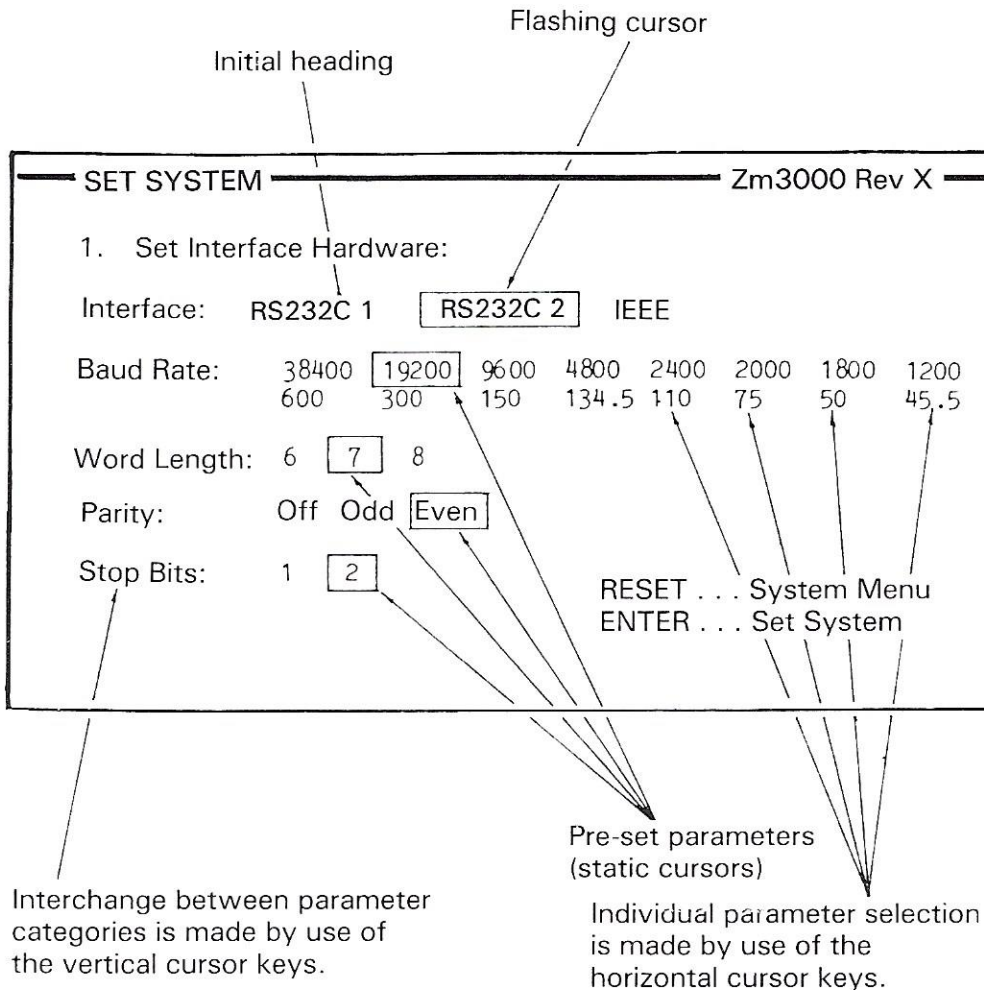 Flashing cursor
Initial heading
SET SYSTEM Zm3000 Rev X
1. Set Interface Hardware:
Interface: RS232C 1 RS232C 2 IEEE
Baud Rate: 38400 19200 9600 4800 2400 2000 1800 1200
600 300 150 134.5 110 75 50 45.5
Word Length: 6 7 8
Parity: Off Odd Even
Stop Bits: 1 2
RESET . . . System Menu
ENTER . . . Set System
Pre-set parameters
(static cursors)
Interchange between parameter
categories is made by use of
the vertical cursor keys.
Individual parameter selection
is made by use of the
horizontal cursor keys.